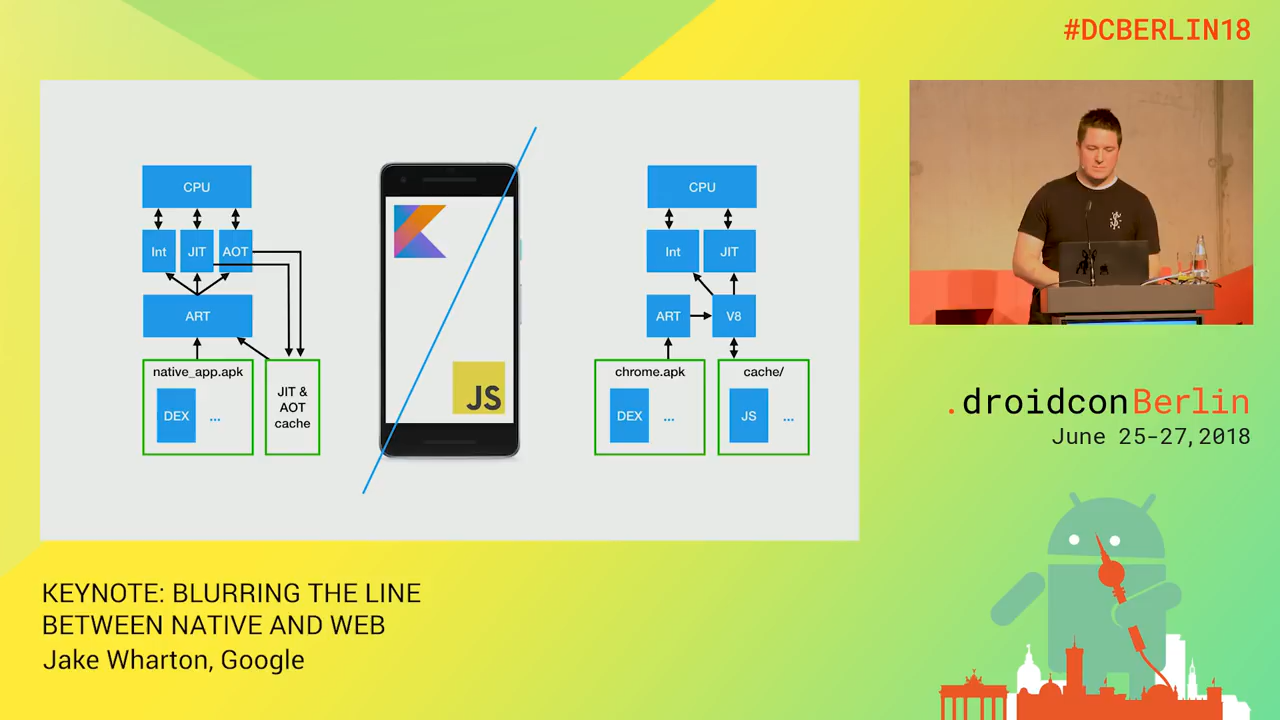 #DCBERLIN18
CPU
Int JIT AOT
ART
native_app.apk
DEX ...
JIT &
AOT
cache
JS
CPU
Int JIT
ART V8
chrome.apk
DEX ...
cache/
JS ...
.droidconBerlin
June 25-27, 2018
KEYNOTE: BLURRING THE LINE
BETWEEN NATIVE AND WEB
Jake Wharton, Google